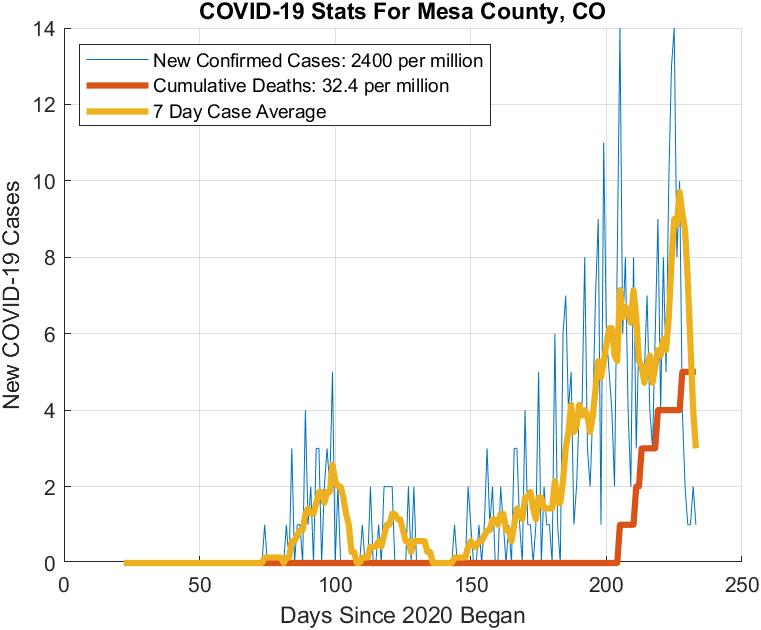 COVID-19 Stats For Mesa County, CO
New Confirmed Cases: 2400 per million
Cumulative Deaths: 32.4 per million
7 Day Case Average
New COVID-19 Cases
14
12
10
8
6
4
2
0
0 50 100 150 200 250
Days Since 2020 Began